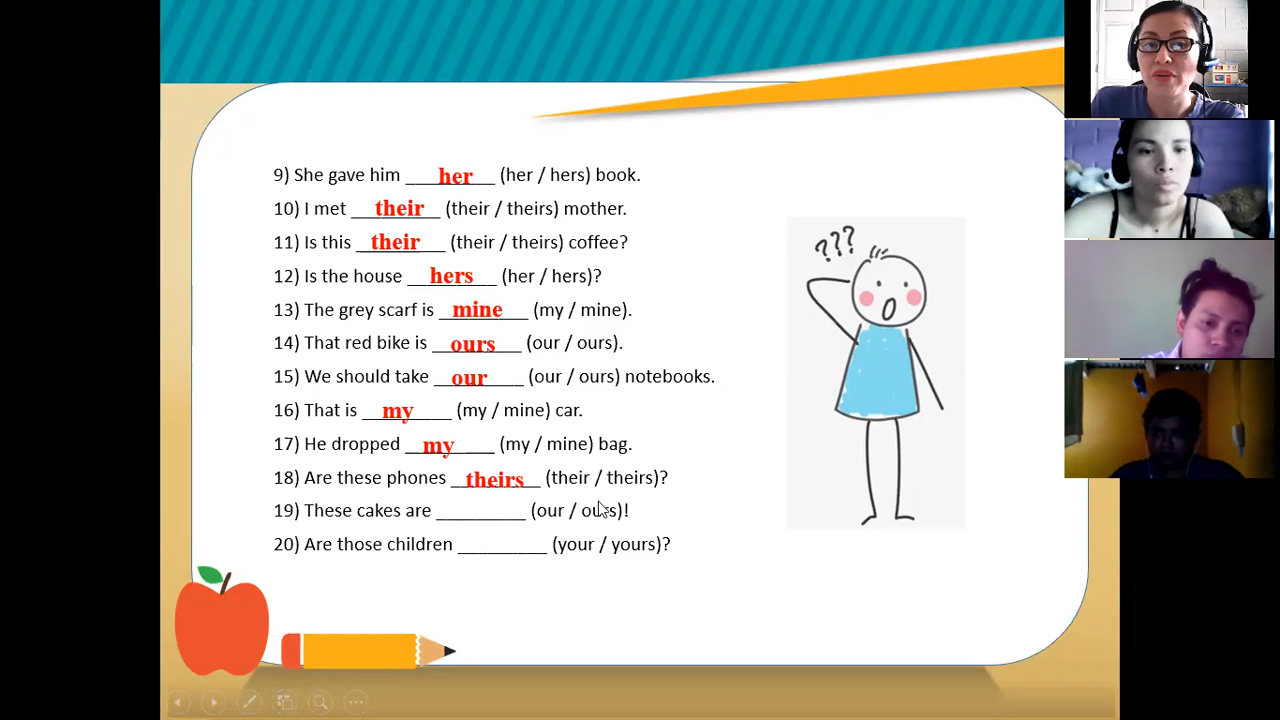 9) She gave him ___her___ (her / hers) book.
10) I met ___their___ (their / theirs) mother.
11) Is this ___their___ (their / theirs) coffee?
12) Is the house ___hers___ (her / hers)?
13) The grey scarf is ___mine___ (my / mine).
14) That red bike is ___ours___ (our / ours).
15) We should take ___our___ (our / ours) notebooks.
16) That is ___my___ (my / mine) car.
17) He dropped ___my___ (my / mine) bag.
18) Are these phones ___theirs___ (their / theirs)?
19) These cakes are _________ (our / ours)!
20) Are those children _________ (your / yours)?
???